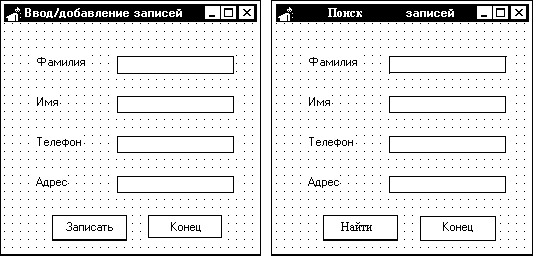 Ввод/добавление записей
Фамилия
Имя
Телефон
Адрес
Записать Конец
Поиск записей
Фамилия
Имя
Телефон
Адрес
Найти Конец